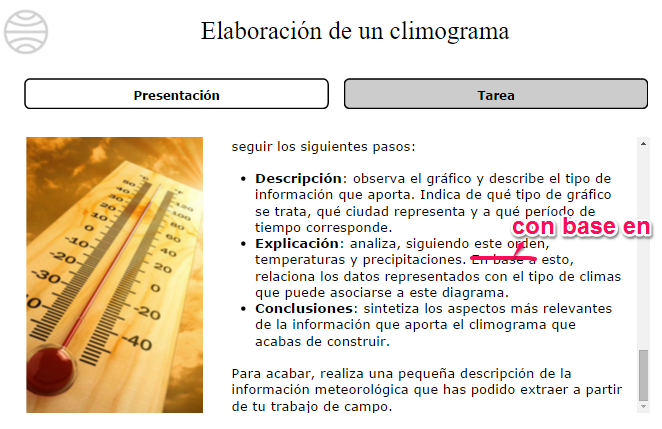 Elaboración de un climograma
Presentación
Tarea
seguir los siguientes pasos:
• Descripción: observa el gráfico y describe el tipo de
información que aporta. Indica de qué tipo de gráfico
se trata, qué ciudad representa y a qué período de
tiempo corresponde.
con base en
• Explicación: analiza, siguiendo este orden,
temperaturas y precipitaciones. En base a esto,
relaciona los datos representados con el tipo de climas
que puede asociarse a este diagrama.
• Conclusiones: sintetiza los aspectos más relevantes
de la información que aporta el climograma que
acabas de construir.
Para acabar, realiza una pequeña descripción de la
información meteorológica que has podido extraer a partir
de tu trabajo de campo.